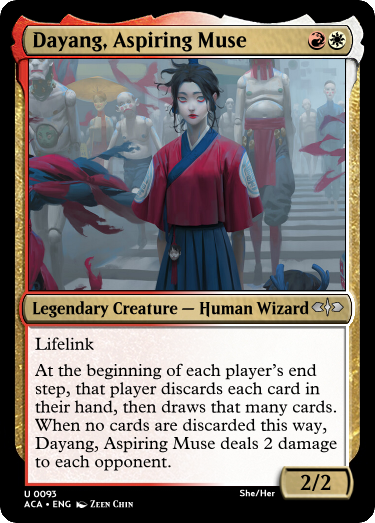 Dayang, Aspiring Muse
Legendary Creature — Human Wizard
Lifelink
At the beginning of each player's end
step, that player discards each card in
their hand, then draws that many cards.
When no cards are discarded this way,
Dayang, Aspiring Muse deals 2 damage
to each opponent.
2/2
U 0093
She/Her
ACA • ENG Zeen Chin